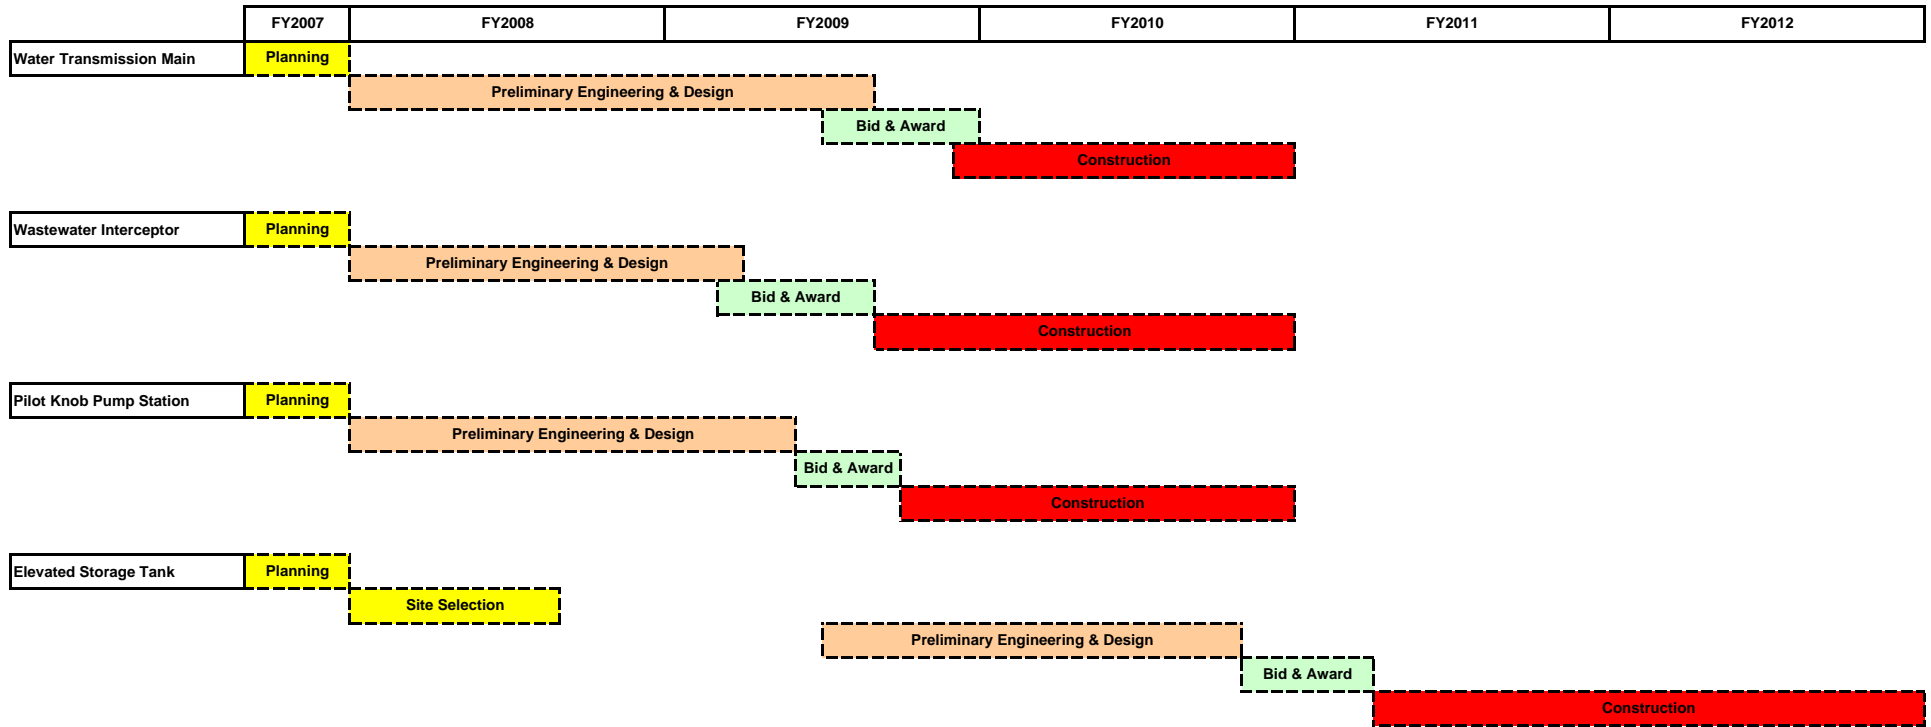 FY2007 FY2008 FY2009 FY2010 FY2011 FY2012
Water Transmission Main Planning
Preliminary Engineering & Design
Bid & Award
Construction
Wastewater Interceptor Planning
Preliminary Engineering & Design
Bid & Award
Construction
Pilot Knob Pump Station Planning
Preliminary Engineering & Design
Bid & Award
Construction
Elevated Storage Tank Planning
Site Selection
Preliminary Engineering & Design
Bid & Award
Construction